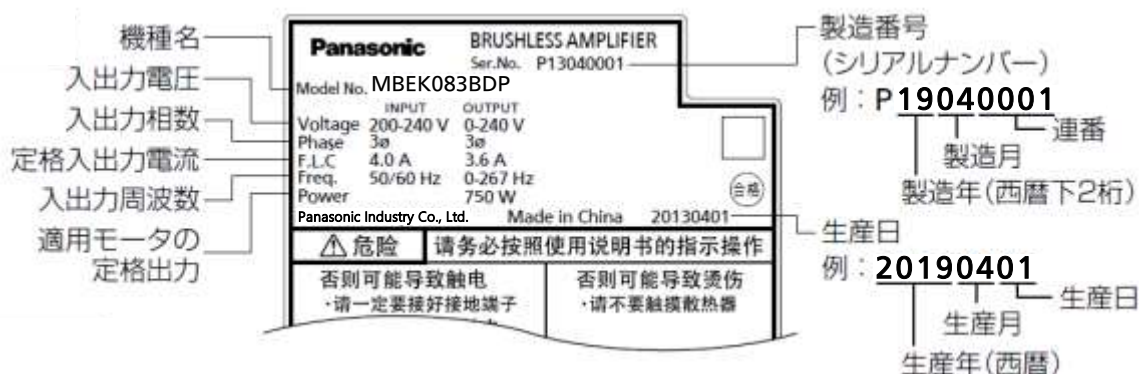 機種名
入出力電圧
入出力相数
定格入出力電流
入出力周波数
適用モータの
定格出力
Panasonic
BRUSHLESS AMPLIFIER
Ser.No. P13040001
Model No. MBEK083BDP
INPUT OUTPUT
Voltage 200-240 V 0-240 V
Phase 3ø 3ø
F.L.C 4.0 A 3.6 A
Freq. 50/60 Hz 0-267 Hz
Power 750 W
合格
Panasonic Industry Co., Ltd. Made in China 20130401
⚠ 危险 请务必按照使用说明书的指示操作
否则可能导致触电
·请一定要接好接地端子
否则可能导致烫伤
·请不要触摸散热器
製造番号
(シリアルナンバー)
例:P19040001
連番
製造月
製造年(西暦下2桁)
生産日
例:20190401
生産日
生産月
生産年(西暦)